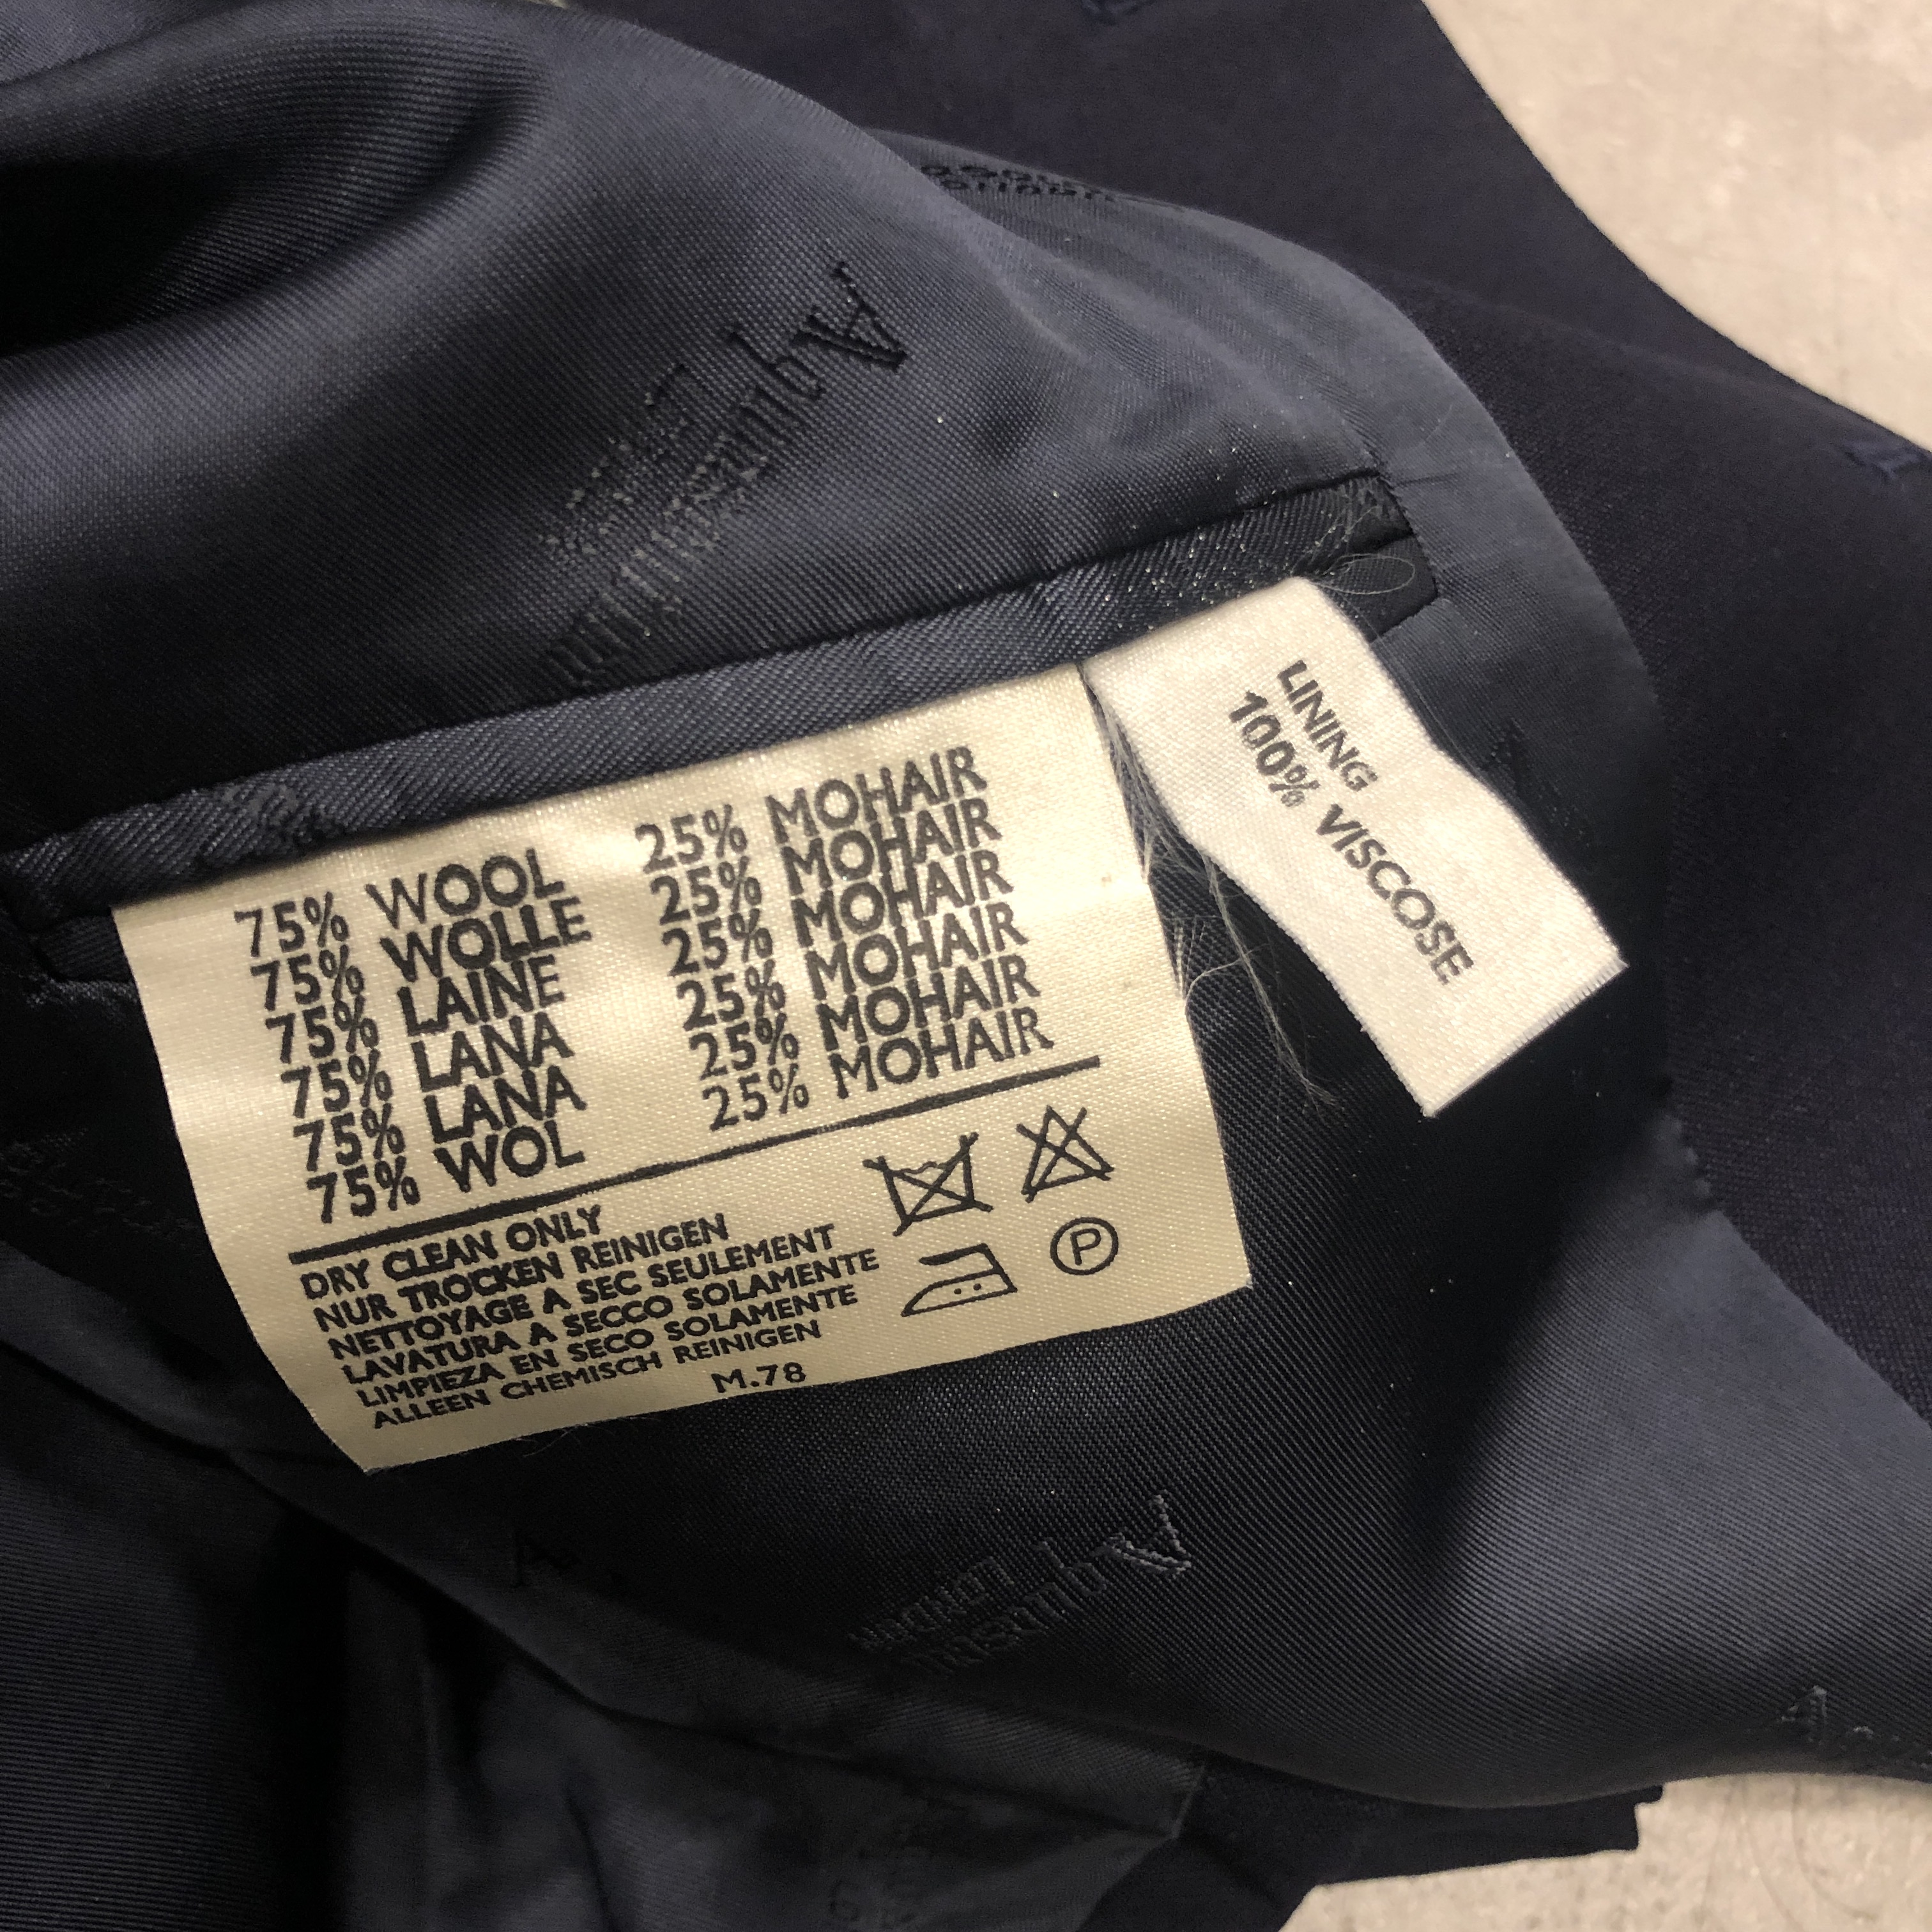 Aquascutum
75% WOOL 25% MOHAIR
75% WOLLE 25% MOHAIR
75% LAINE 25% MOHAIR
75% LANA 25% MOHAIR
75% LANA 25% MOHAIR
75% WOL 25% MOHAIR
DRY CLEAN ONLY
NUR TROCKEN REINIGEN
NETTOYAGE A SEC SEULEMENT
LAVATURA A SECCO SOLAMENTE
LIMPIEZA EN SECO SOLAMENTE
ALLEEN CHEMISCH REINIGEN
M.78
P
LINING
100% VISCOSE